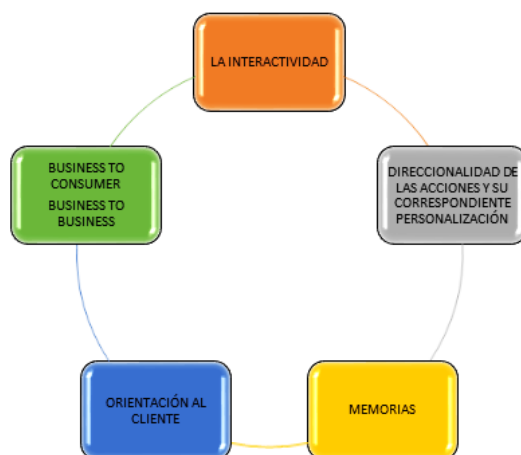 LA INTERACTIVIDAD
DIRECCIONALIDAD DE
LAS ACCIONES Y SU
CORRESPONDIENTE
PERSONALIZACIÓN
MEMORIAS
ORIENTACIÓN AL
CLIENTE
BUSINESS TO
CONSUMER
BUSINESS TO
BUSINESS